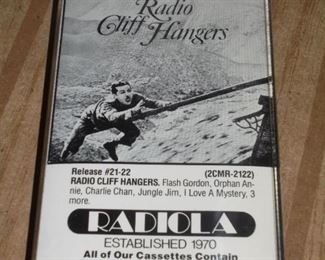 Radio
Cliff Hangers
Release #21-22 (2CMR-2122)
RADIO CLIFF HANGERS. Flash Gordon, Orphan An-
nie, Charlie Chan, Jungle Jim, I Love A Mystery, 3
more.
RADIOLA
ESTABLISHED 1970
All of Our Cassettes Contain